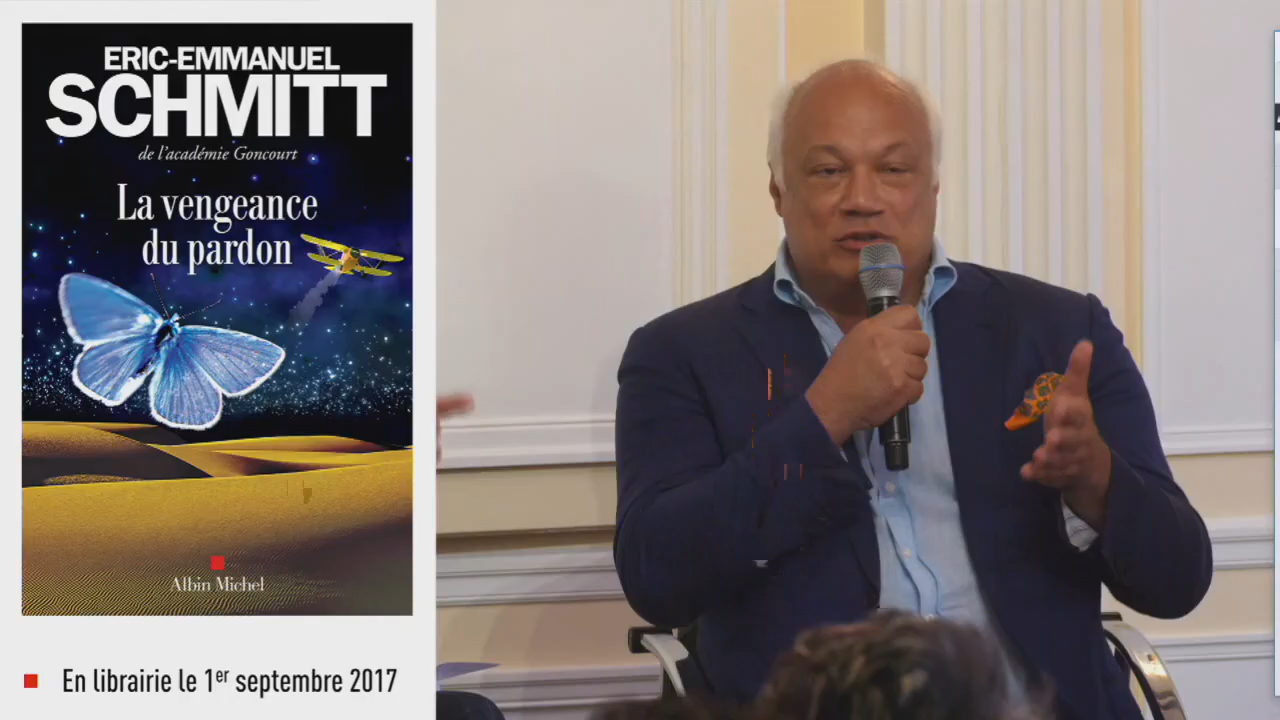 ERIC-EMMANUEL
SCHMITT
de l'académie Goncourt
La vengeance
du pardon
Albin Michel
En librairie le 1er septembre 2017